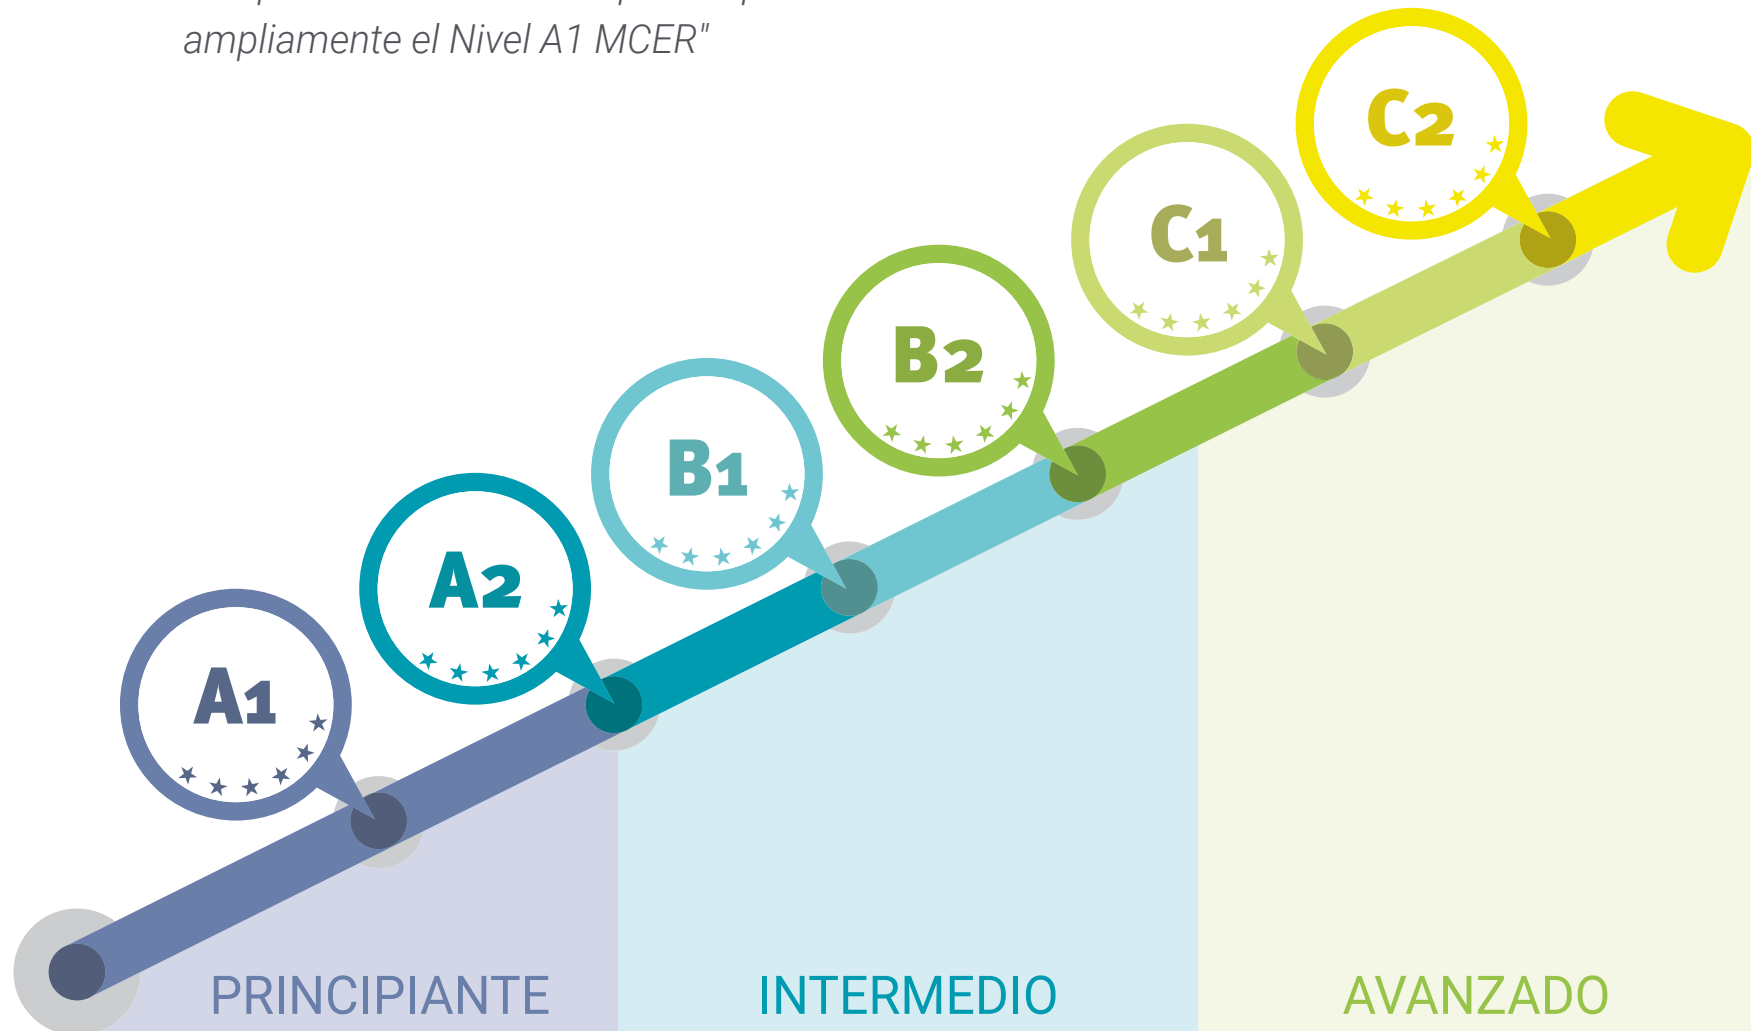 ampliamente el Nivel A1 MCER"
C2
C1
B2
B1
A2
A1
PRINCIPIANTE
INTERMEDIO
AVANZADO